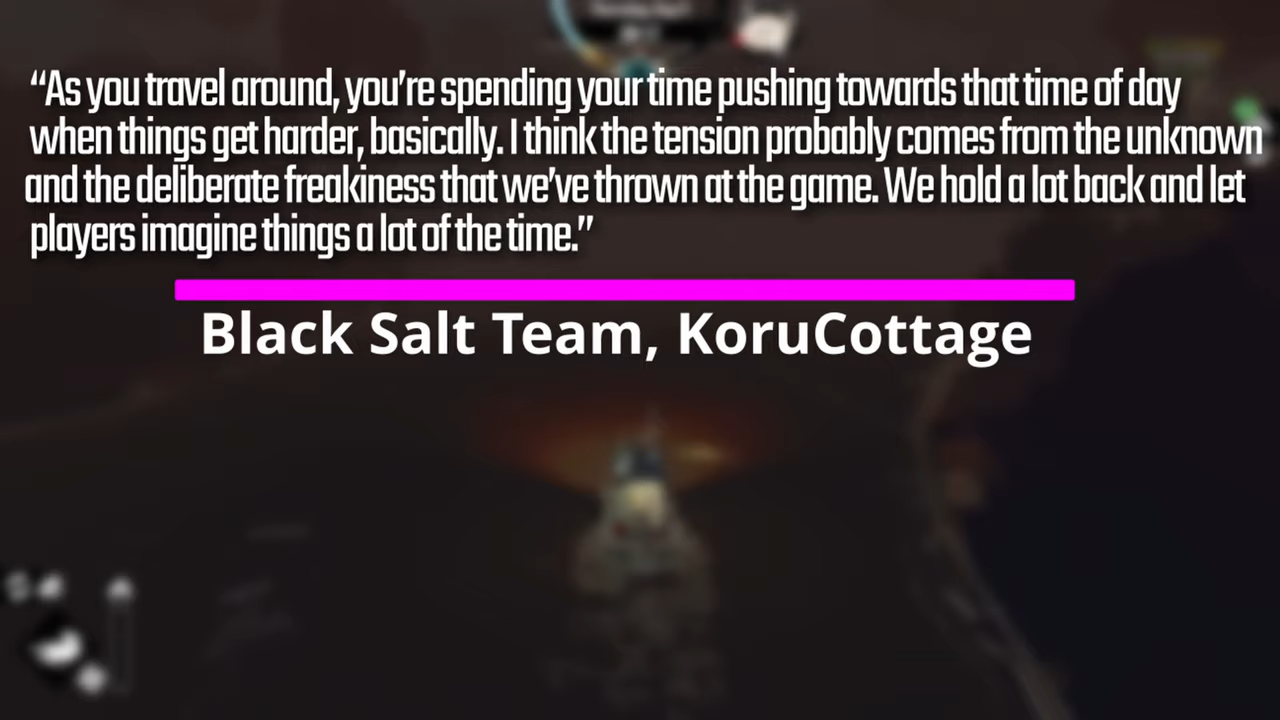 “As you travel around, you’re spending your time pushing towards that time of day
when things get harder, basically. I think the tension probably comes from the unknown
and the deliberate freakiness that we’ve thrown at the game. We hold a lot back and let
players imagine things a lot of the time.”
Black Salt Team, KoruCottage